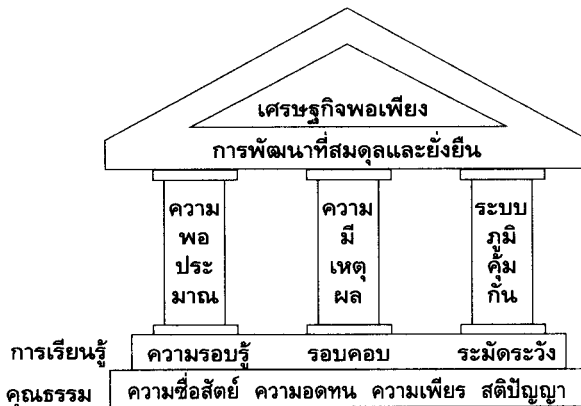 เศรษฐกิจพอเพียง
การพัฒนาที่สมดุลและยั่งยืน
ความ
พอ
ประ
มาณ
ความ
มี
เหตุ
ผล
ระบบ
ภูมิ
คุ้ม
กัน
การเรียนรู้ ความรอบรู้ รอบคอบ ระมัดระวัง
คุณธรรม ความซื่อสัตย์ ความอดทน ความเพียร สติปัญญา